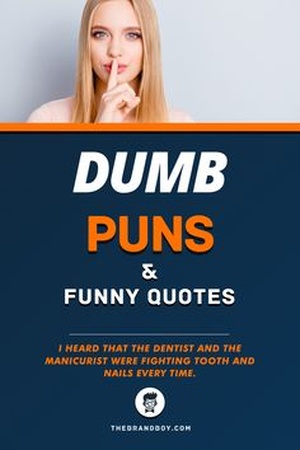 DUMB
PUNS
&
FUNNY QUOTES
I HEARD THAT THE DENTIST AND THE
MANICURIST WERE FIGHTING TOOTH AND
NAILS EVERY TIME.
THEBRANDBOY.COM